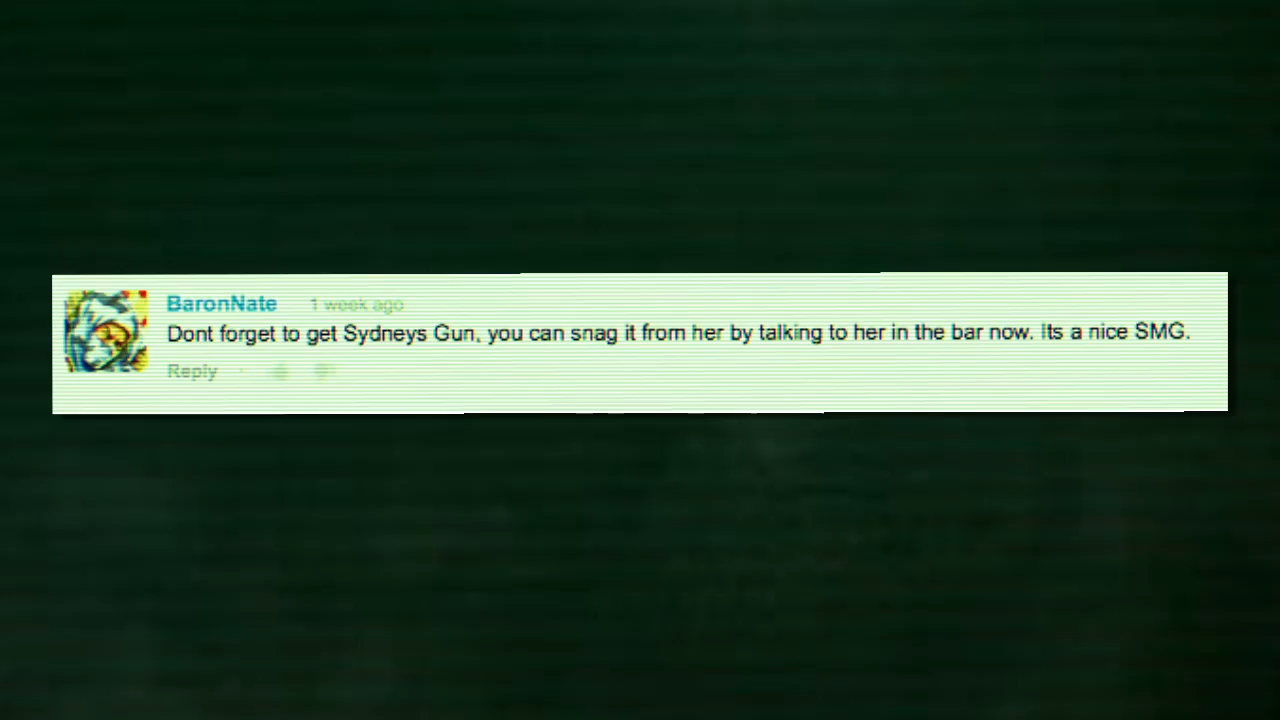 BaronNate 1 week ago
Dont forget to get Sydneys Gun, you can snag it from her by talking to her in the bar now. Its a nice SMG.
Reply